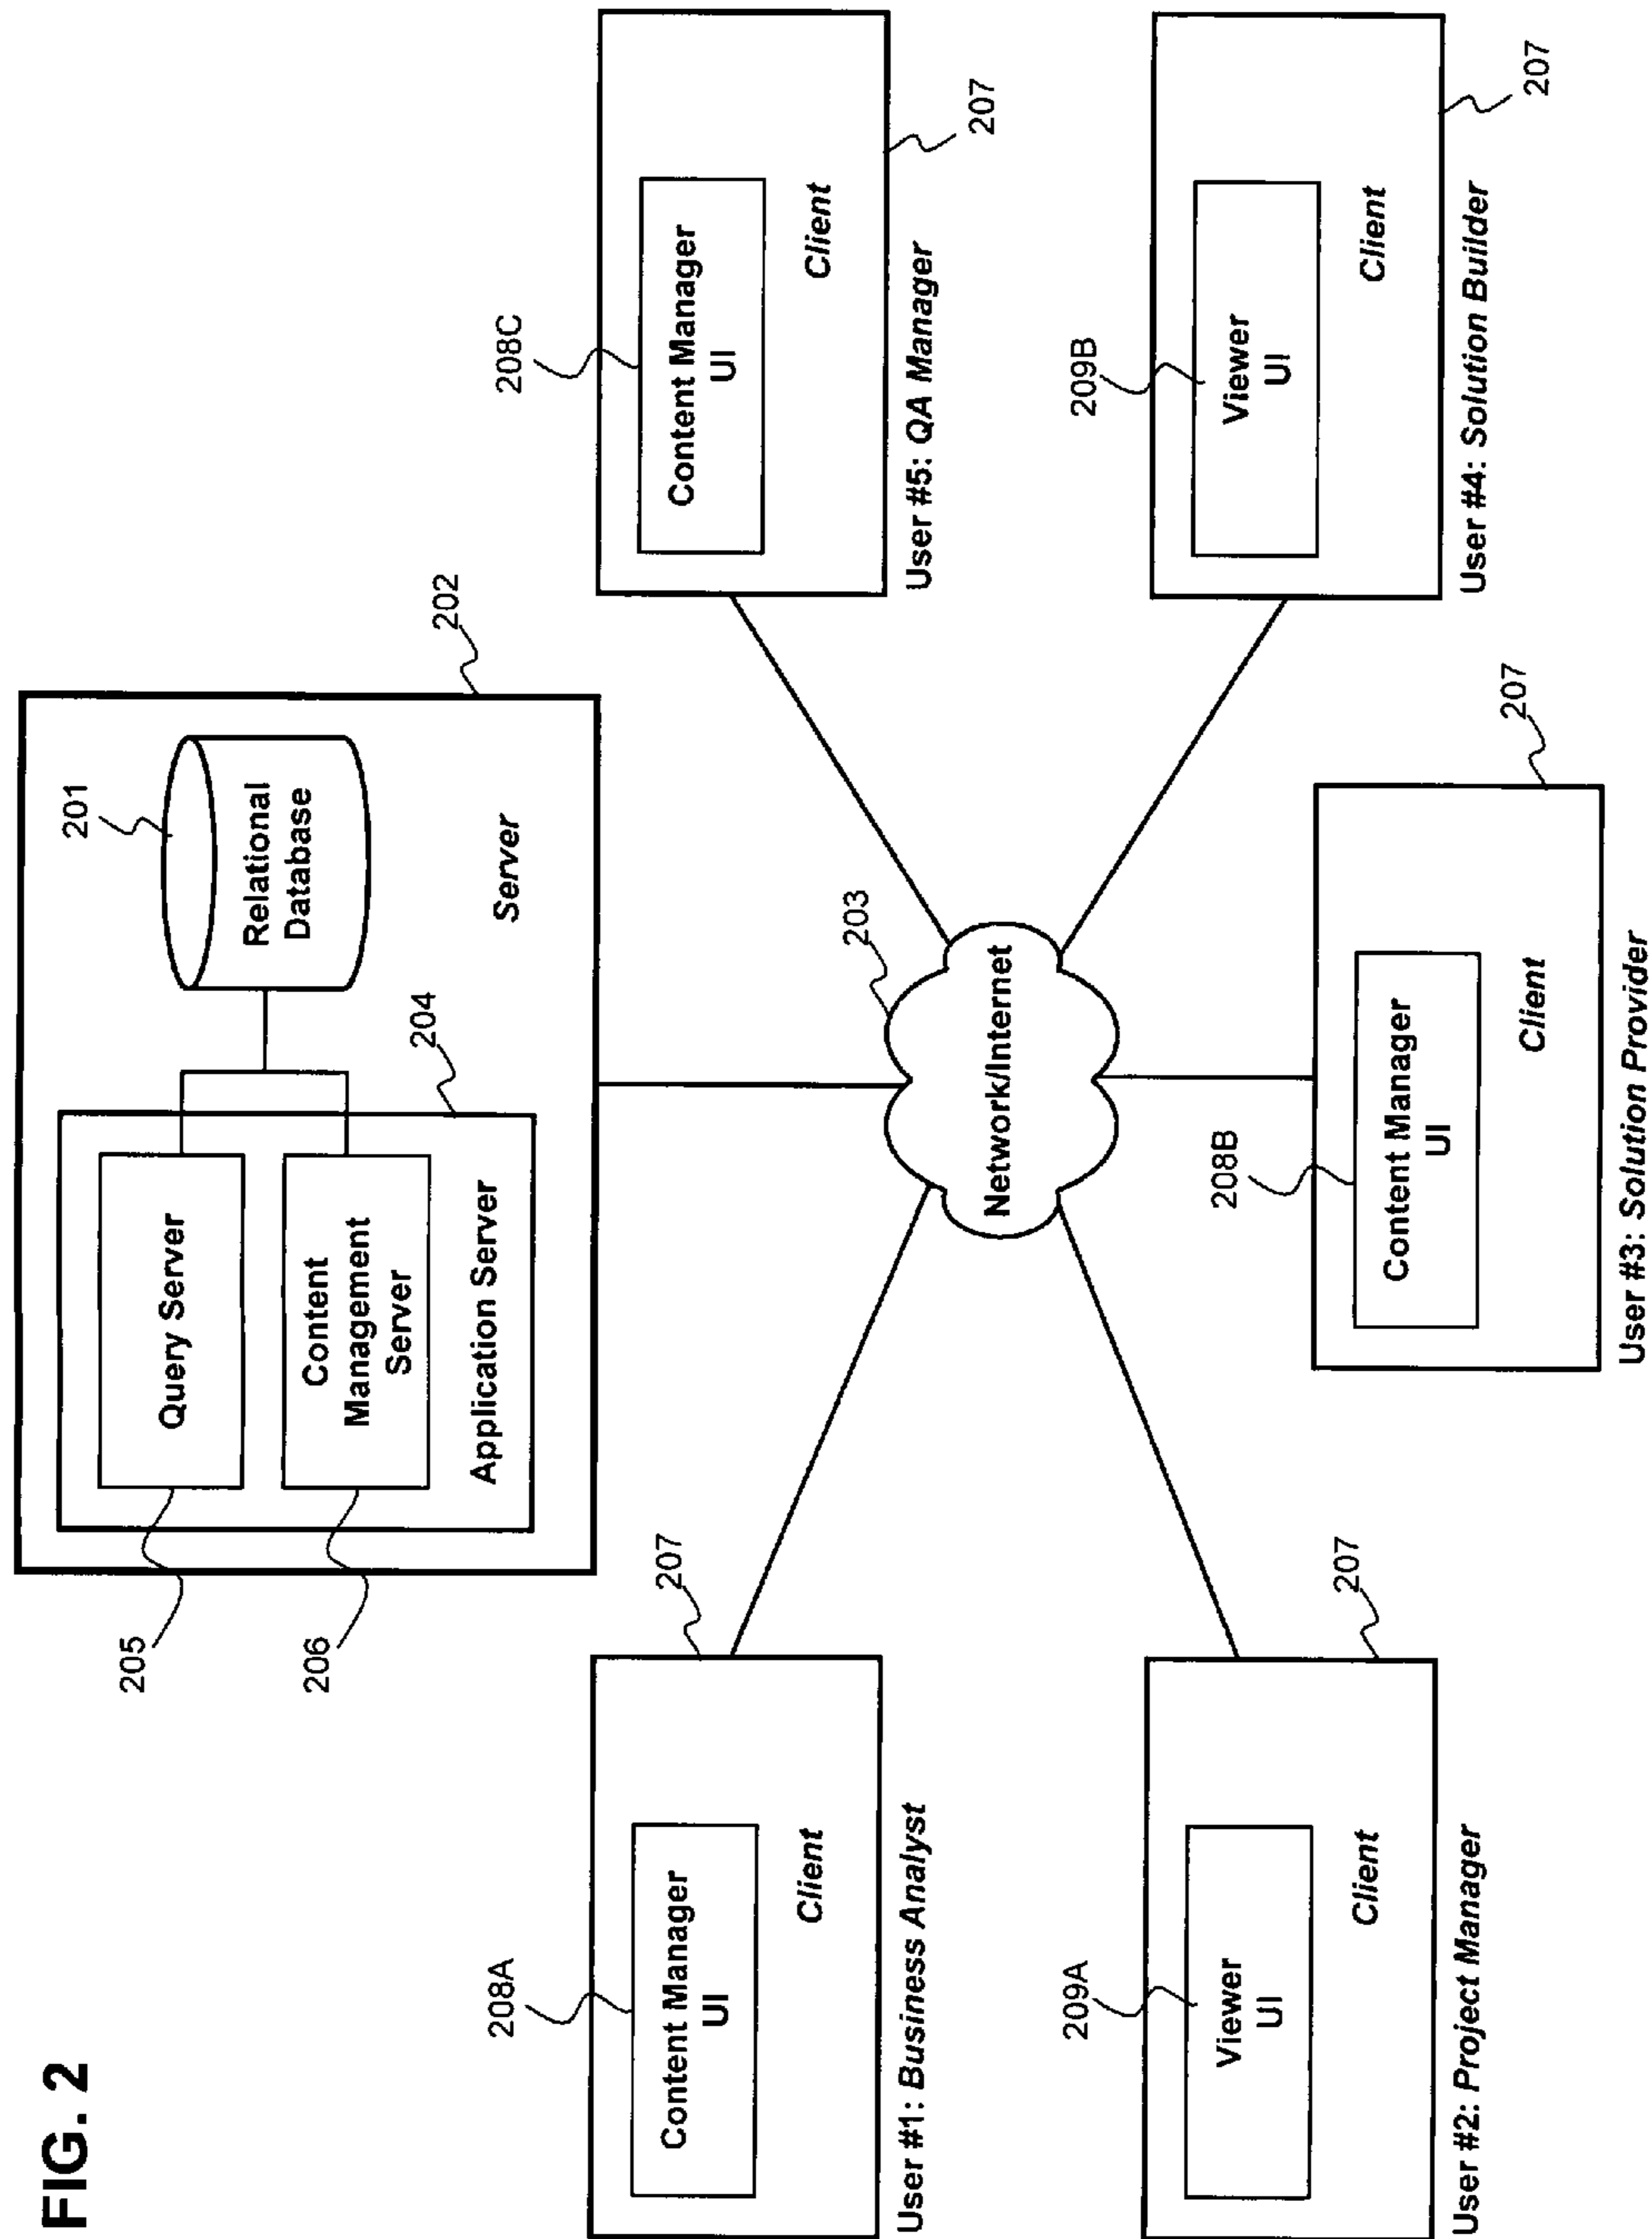 FIG. 2
205
Query Server
206
Content
Management
Server
Application Server
204
201
Relational
Database
Server
202
208A
Content Manager
UI
Client
207
User #1: Business Analyst
203
Network/Internet
208C
Content Manager
UI
Client
207
User #5: QA Manager
209A
Viewer
UI
Client
207
User #2: Project Manager
208B
Content Manager
UI
Client
207
User #3: Solution Provider
209B
Viewer
UI
Client
207
User #4: Solution Builder